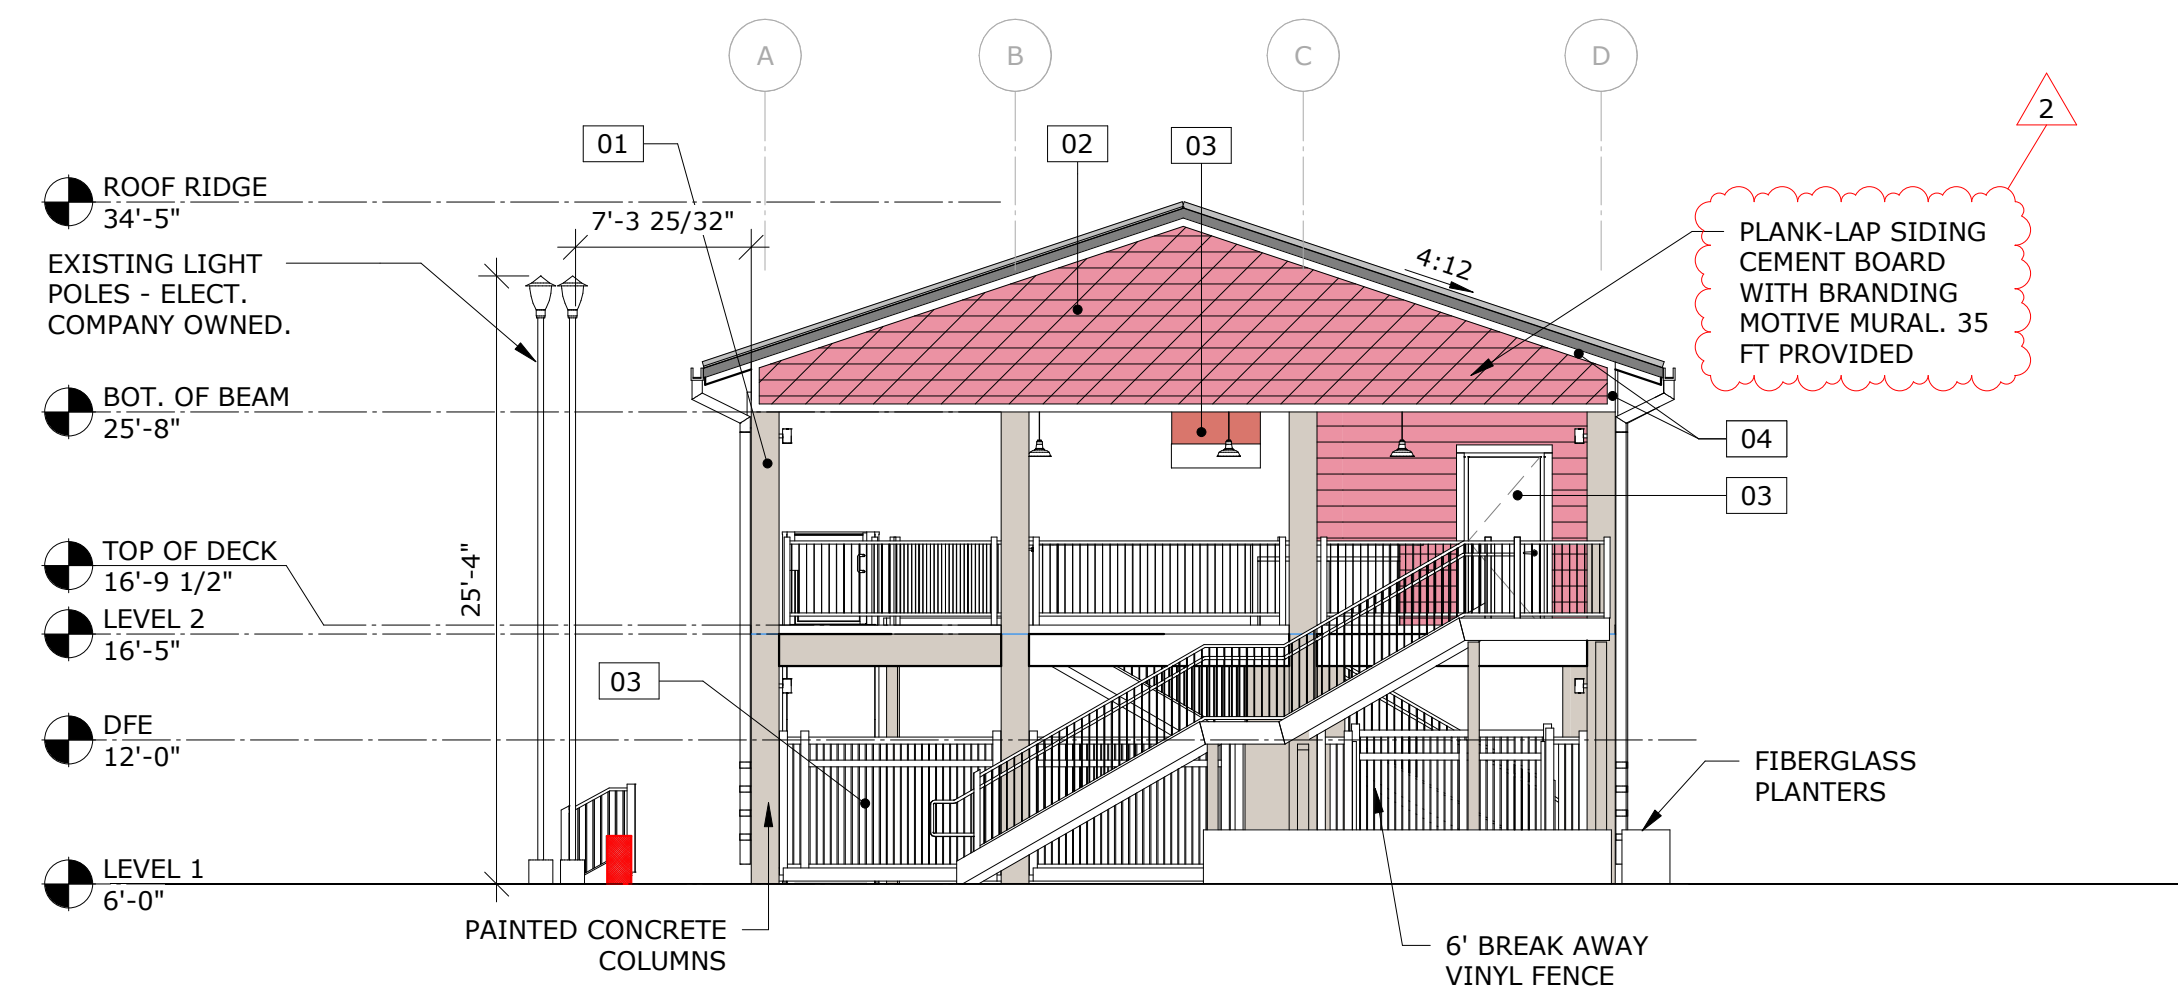 A
B
C
D
2
01
02
03
ROOF RIDGE
34'-5"
7'-3 25/32"
PLANK-LAP SIDING
CEMENT BOARD
WITH BRANDING
MOTIVE MURAL. 35
FT PROVIDED
4:12
EXISTING LIGHT
POLES - ELECT.
COMPANY OWNED.
BOT. OF BEAM
25'-8"
04
03
TOP OF DECK
16'-9 1/2"
25'-4"
LEVEL 2
16'-5"
03
DFE
12'-0"
FIBERGLASS
PLANTERS
LEVEL 1
6'-0"
PAINTED CONCRETE
COLUMNS
6' BREAK AWAY
VINYL FENCE